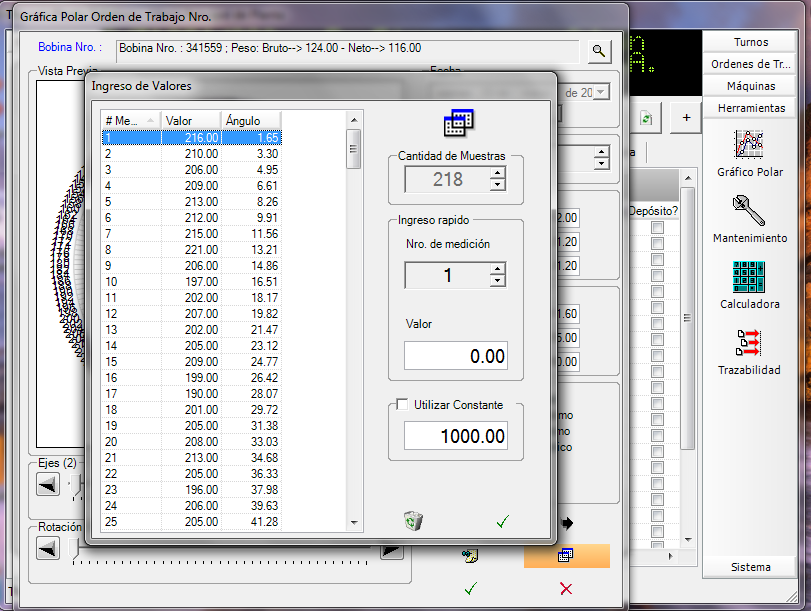 Gráfica Polar Orden de Trabajo Nro.
Bobina Nro. :
Bobina Nro. : 341559 ; Peso: Bruto--> 124.00 - Neto--> 116.00
Vista Previa
Fecha
de 20
Ingreso de Valores
# Me... Valor Ángulo
1 216.00 1.65
2 210.00 3.30
3 206.00 4.95
4 209.00 6.61
5 213.00 8.26
6 212.00 9.91
7 215.00 11.56
8 221.00 13.21
9 206.00 14.86
10 197.00 16.51
11 202.00 18.17
12 207.00 19.82
13 202.00 21.47
14 205.00 23.12
15 209.00 24.77
16 199.00 26.42
17 190.00 28.07
18 201.00 29.72
19 205.00 31.38
20 208.00 33.03
21 213.00 34.68
22 205.00 36.33
23 196.00 37.98
24 206.00 39.63
25 205.00 41.28
Cantidad de Muestras
218
Ingreso rapido
Nro. de medición
1
Valor
0.00
Utilizar Constante
1000.00
2.00
1.20
1.20
1.60
5.00
0.00
mo
mo
ico
Ejes (2)
Rotación
Depósito?
Turnos
Ordenes de Tr...
Máquinas
Herramientas
Gráfico Polar
Mantenimiento
Calculadora
Trazabilidad
Sistema